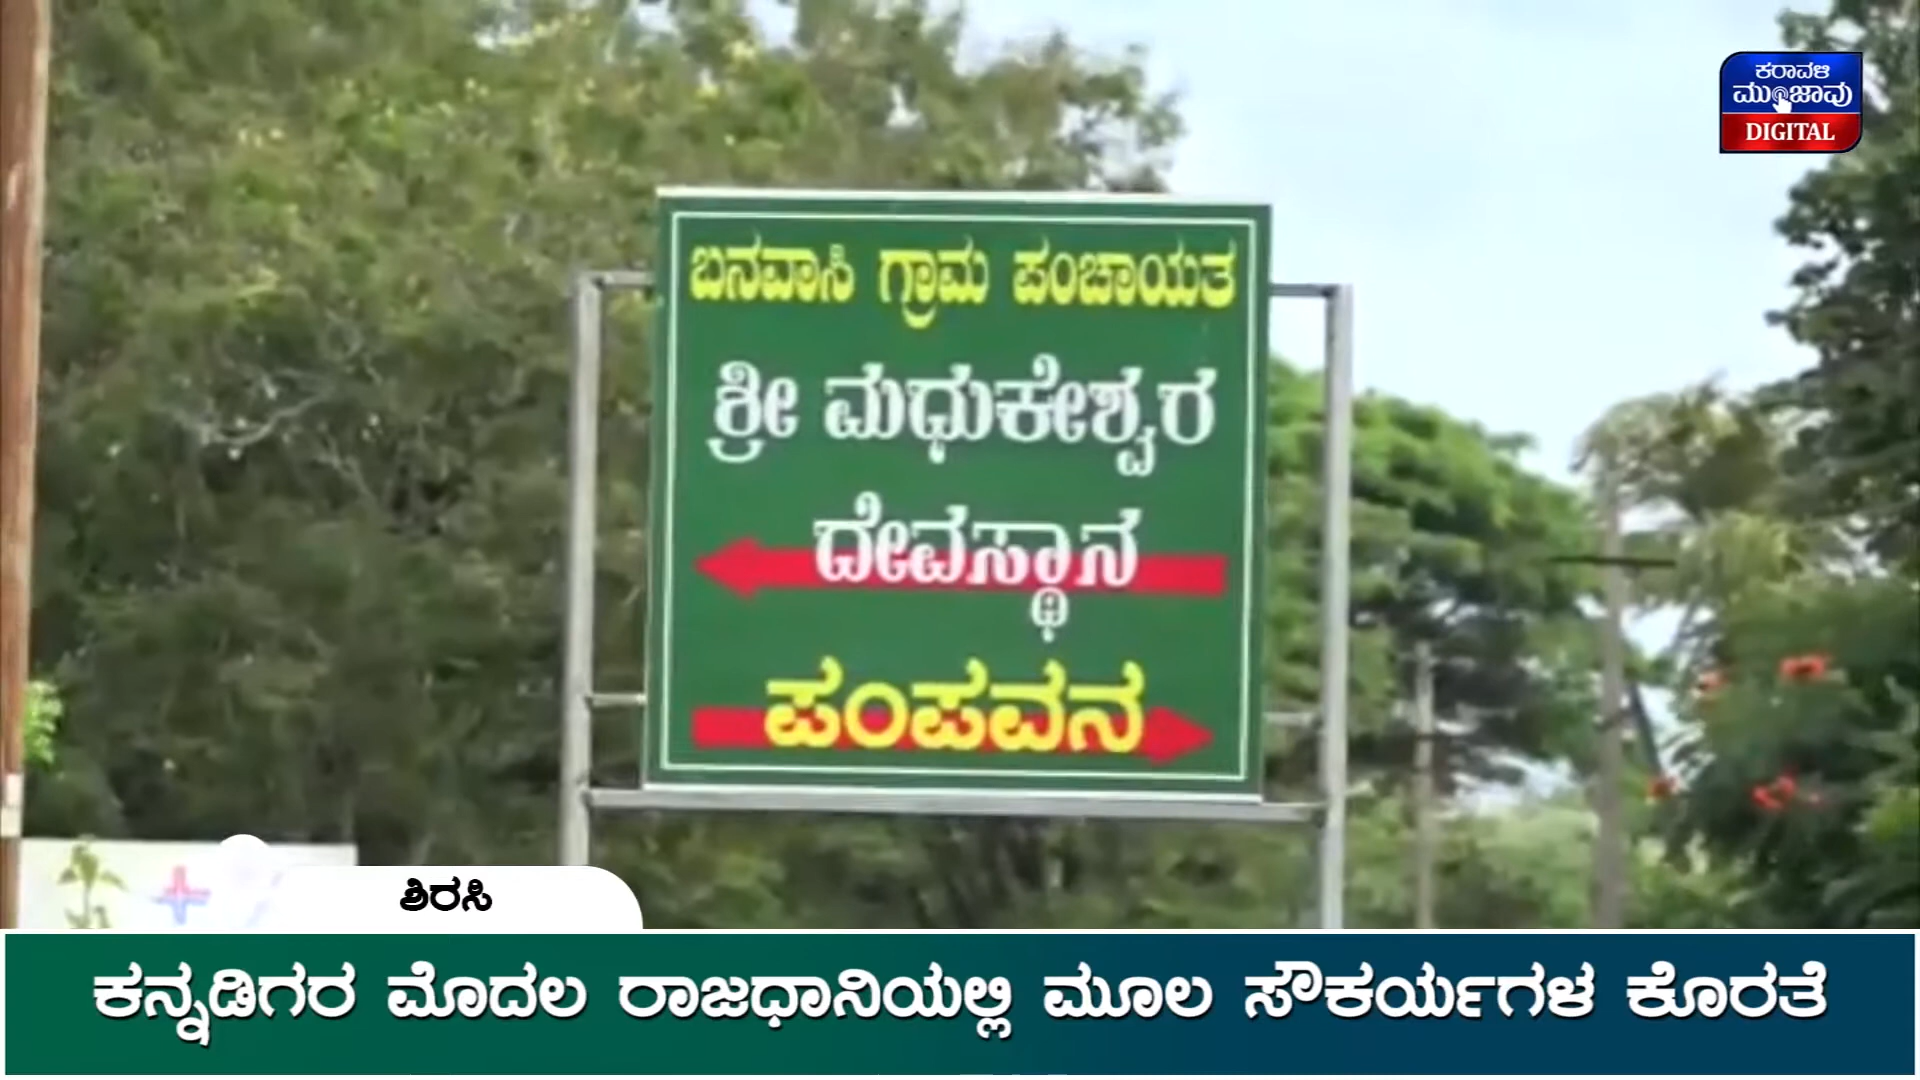 ಕರಾವಳಿ
ಮುಂಜಾವು
DIGITAL
ಬನವಾಸಿ ಗ್ರಾಮ ಪಂಚಾಯತ
ಶ್ರೀ ಮಧುಕೇಶ್ವರ
ದೇವಸ್ಥಾನ
ಪಂಪವನ
ಶಿರಸಿ
ಕನ್ನಡಿಗರ ಮೊದಲ ರಾಜಧಾನಿಯಲ್ಲಿ ಮೂಲ ಸೌಕರ್ಯಗಳ ಕೊರತೆ